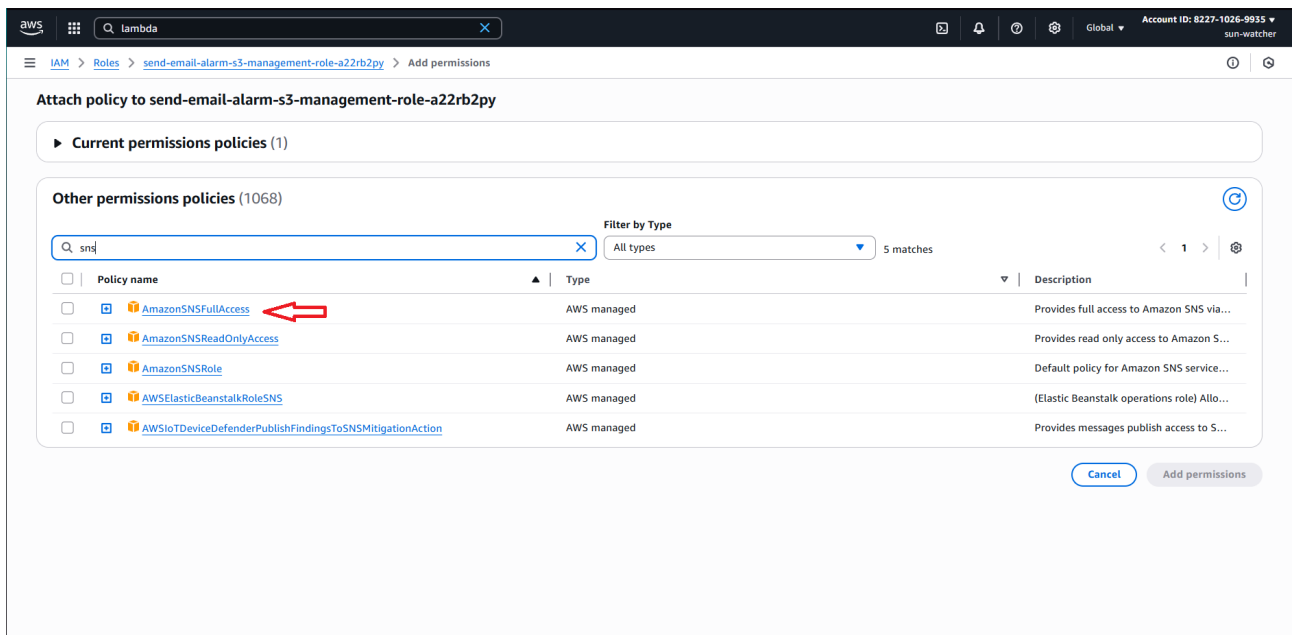 aws
lambda
Global
Account ID: 8227-1026-9935
sun-watcher
IAM > Roles > send-email-alarm-s3-management-role-a22rb2py > Add permissions
Attach policy to send-email-alarm-s3-management-role-a22rb2py
Current permissions policies (1)
Other permissions policies (1068)
Filter by Type
sns
All types
5 matches
1
Policy name Type Description
AmazonSNSFullAccess AWS managed Provides full access to Amazon SNS via...
AmazonSNSReadOnlyAccess AWS managed Provides read only access to Amazon S...
AmazonSNSRole AWS managed Default policy for Amazon SNS service...
AWSElasticBeanstalkRoleSNS AWS managed (Elastic Beanstalk operations role) Allo...
AWSIoTDeviceDefenderPublishFindingsToSNSMitigationAction AWS managed Provides messages publish access to S...
Cancel Add permissions